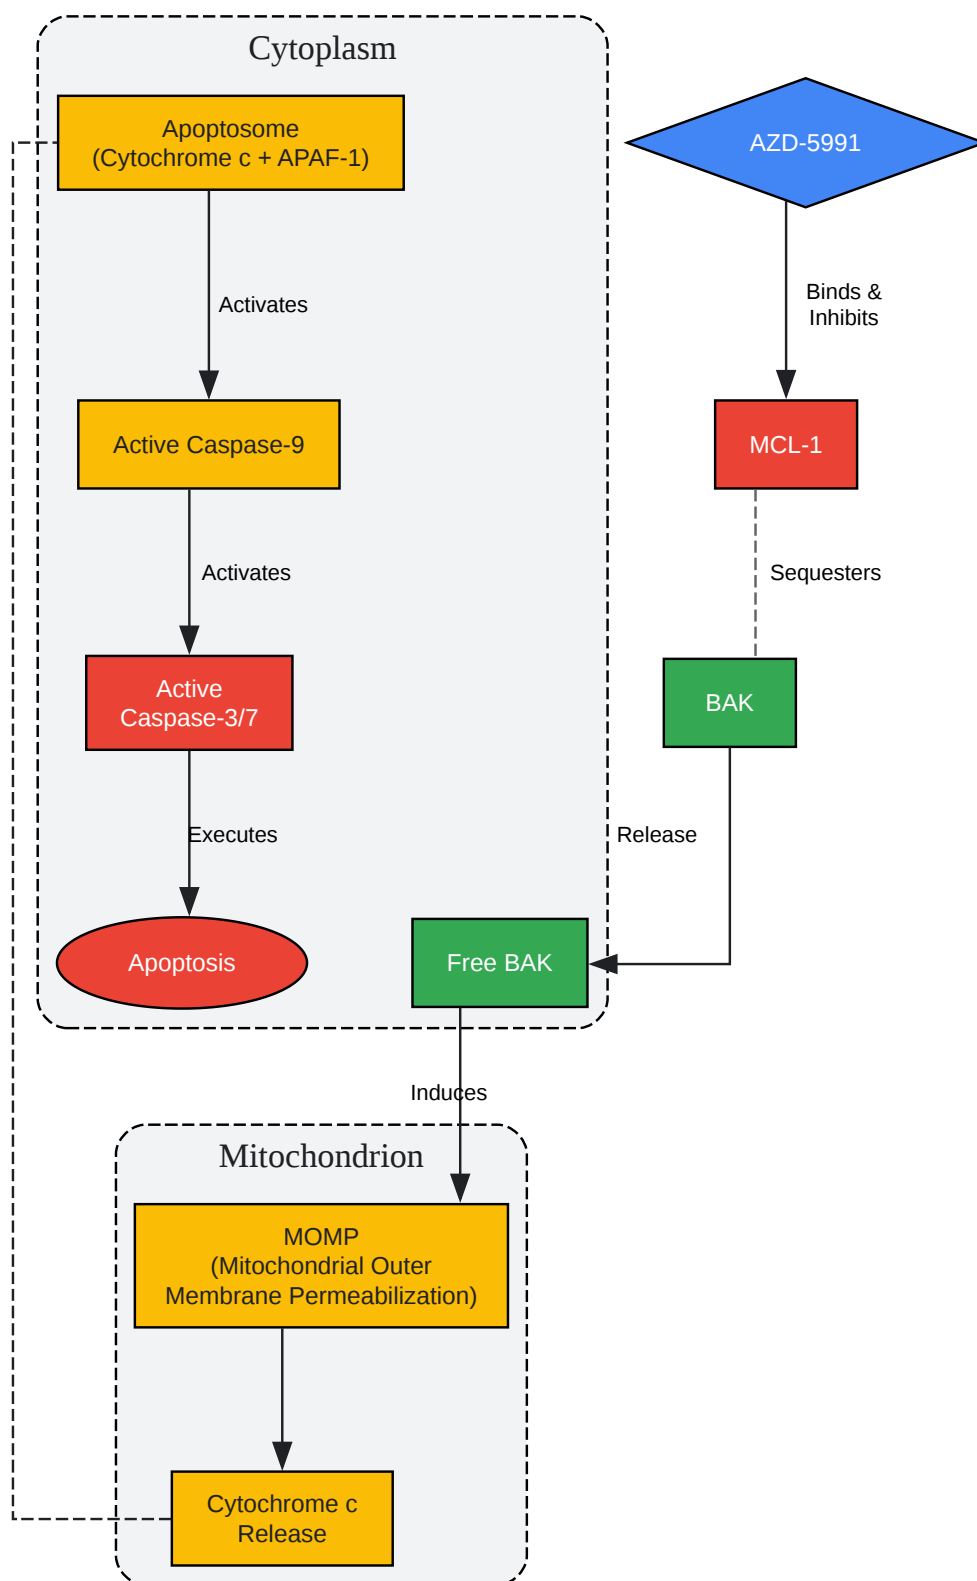 Cytoplasm
Apoptosome
(Cytochrome c + APAF-1)
AZD-5991
Activates
Binds &
Inhibits
Active Caspase-9
MCL-1
Activates
Sequesters
Active
Caspase-3/7
BAK
Executes
Release
Apoptosis
Free BAK
Induces
Mitochondrion
MOMP
(Mitochondrial Outer
Membrane Permeabilization)
Cytochrome c
Release